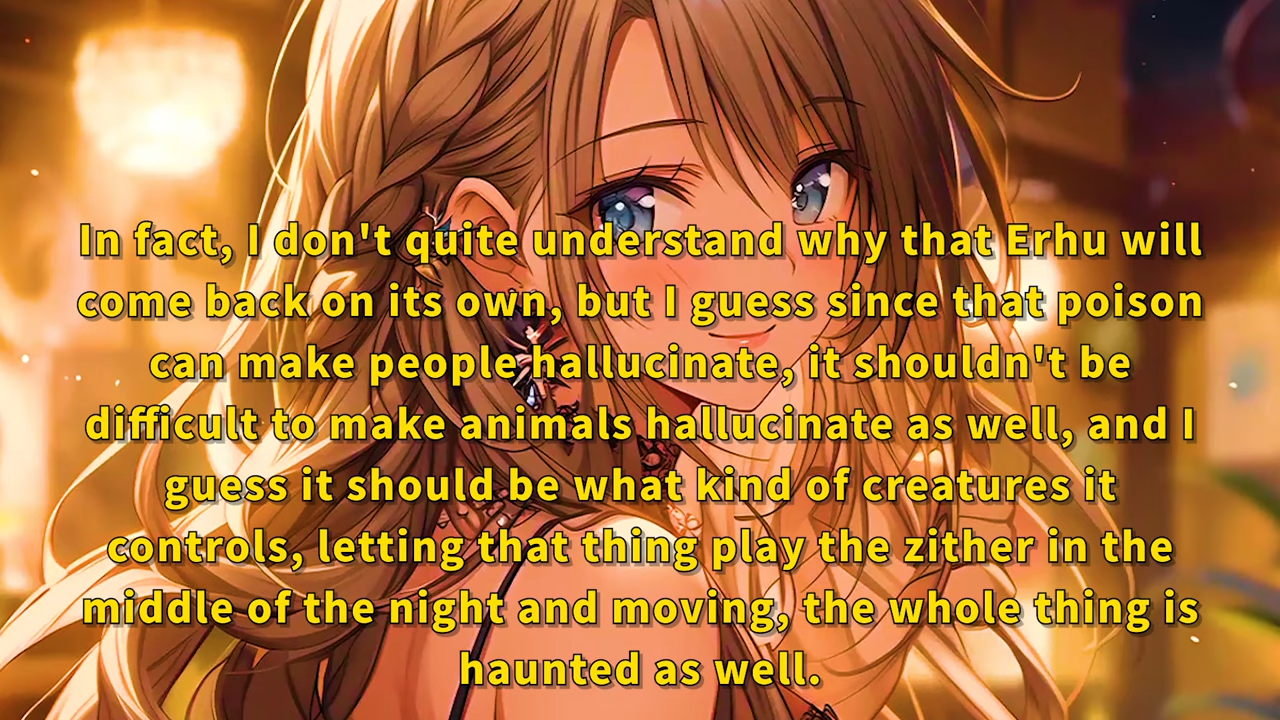 In fact, I don't quite understand why that Erhu will
come back on its own, but I guess since that poison
can make people hallucinate, it shouldn't be
difficult to make animals hallucinate as well, and I
guess it should be what kind of creatures it
controls, letting that thing play the zither in the
middle of the night and moving, the whole thing is
haunted as well.